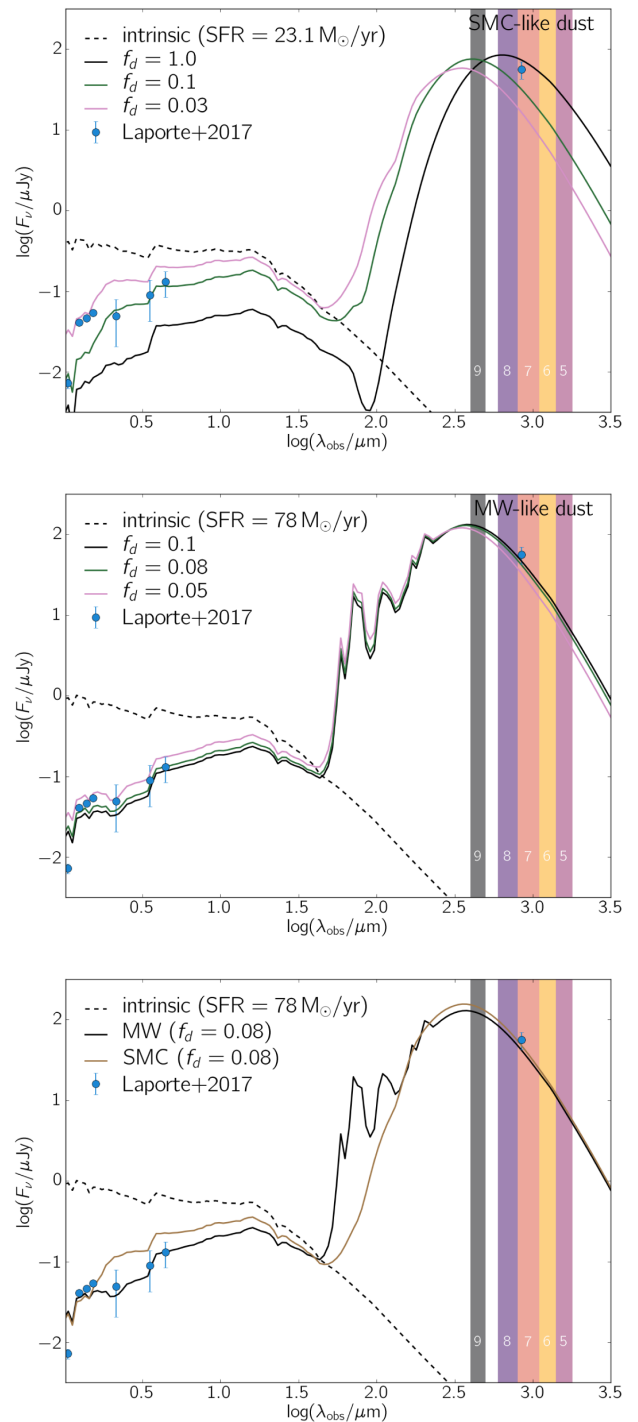 SMC-like dust
intrinsic (SFR = 23.1 M⊙/yr)
f_d = 1.0
f_d = 0.1
f_d = 0.03
Laporte+2017
log(F_ν/μJy)
2
1
0
−1
−2
9 8 7 6 5
0.5 1.0 1.5 2.0 2.5 3.0 3.5
log(λ_obs/μm)
MW-like dust
intrinsic (SFR = 78 M⊙/yr)
f_d = 0.1
f_d = 0.08
f_d = 0.05
Laporte+2017
log(F_ν/μJy)
2
1
0
−1
−2
9 8 7 6 5
0.5 1.0 1.5 2.0 2.5 3.0 3.5
log(λ_obs/μm)
intrinsic (SFR = 78 M⊙/yr)
MW (f_d = 0.08)
SMC (f_d = 0.08)
Laporte+2017
log(F_ν/μJy)
2
1
0
−1
−2
9 8 7 6 5
0.5 1.0 1.5 2.0 2.5 3.0 3.5
log(λ_obs/μm)